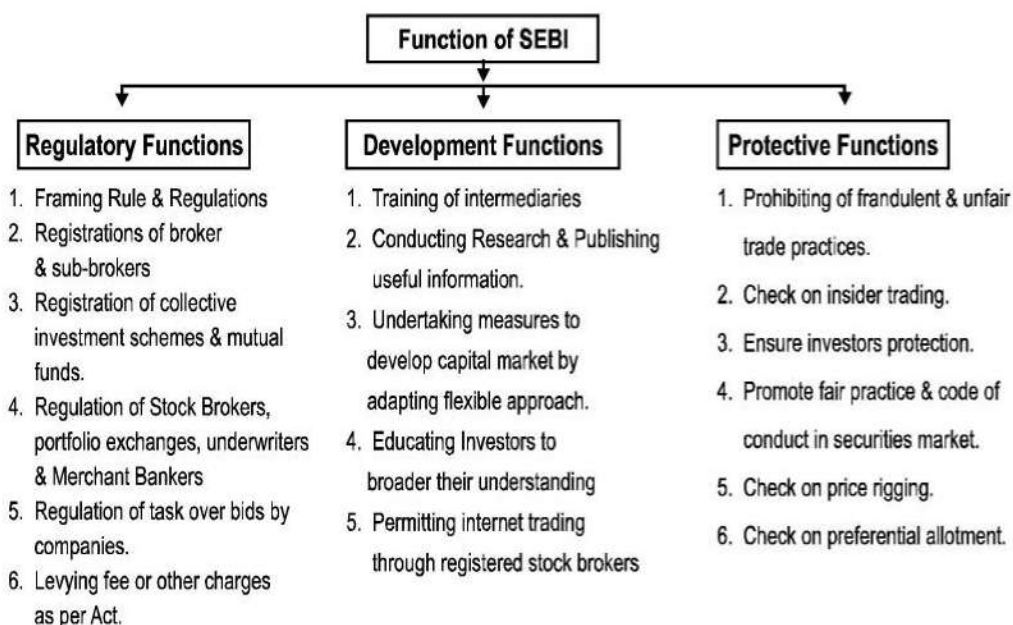 Function of SEBI
Regulatory Functions
1. Framing Rule & Regulations
2. Registrations of broker
& sub-brokers
3. Registration of collective
investment schemes & mutual
funds.
4. Regulation of Stock Brokers,
portfolio exchanges, underwriters
& Merchant Bankers
5. Regulation of task over bids by
companies.
6. Levying fee or other charges
as per Act.
Development Functions
1. Training of intermediaries
2. Conducting Research & Publishing
useful information.
3. Undertaking measures to
develop capital market by
adapting flexible approach.
4. Educating Investors to
broader their understanding
5. Permitting internet trading
through registered stock brokers
Protective Functions
1. Prohibiting of frandulent & unfair
trade practices.
2. Check on insider trading.
3. Ensure investors protection.
4. Promote fair practice & code of
conduct in securities market.
5. Check on price rigging.
6. Check on preferential allotment.